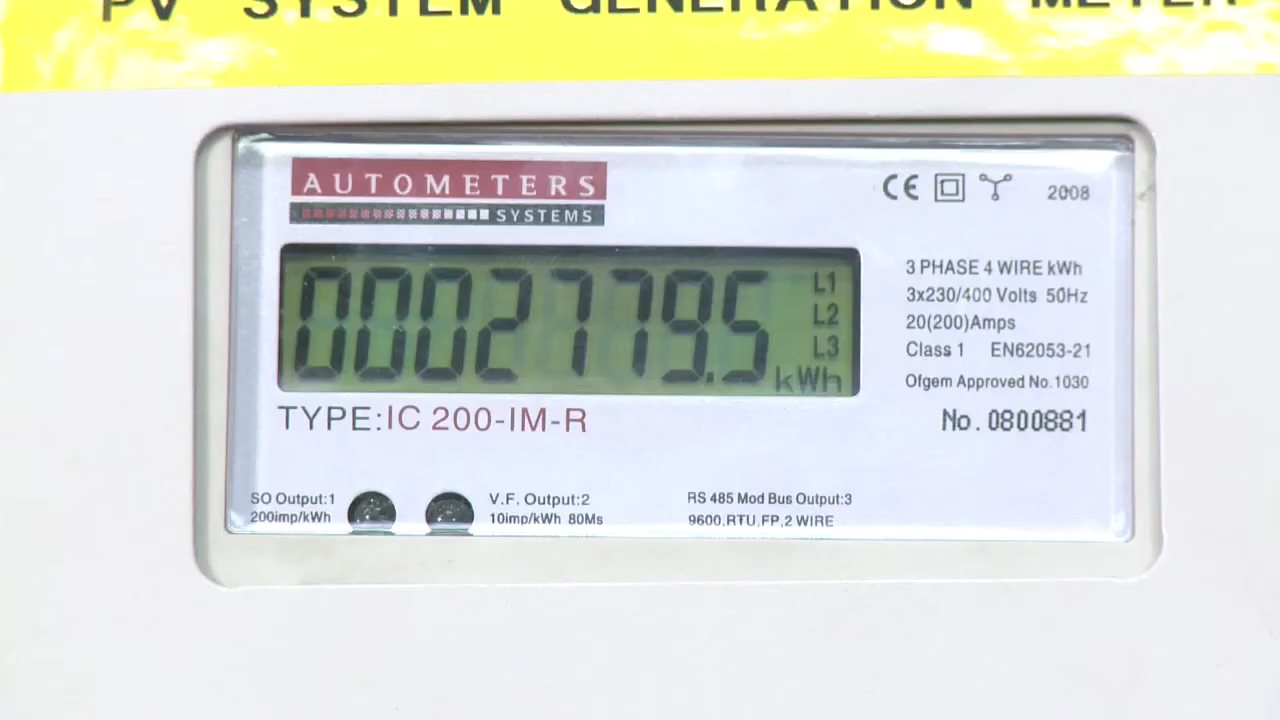 PV SYSTEM GENERATION METER
AUTOMETERS
SYSTEMS
CE
2008
0002779.5
L1
L2
L3
kWh
3 PHASE 4 WIRE kWh
3x230/400 Volts 50Hz
20(200)Amps
Class 1 EN62053-21
Ofgem Approved No.1030
No. 0800881
TYPE:IC 200-IM-R
SO Output:1
200imp/kWh
V.F. Output:2
10imp/kWh 80Ms
RS 485 Mod Bus Output:3
9600,RTU,FP,2 WIRE